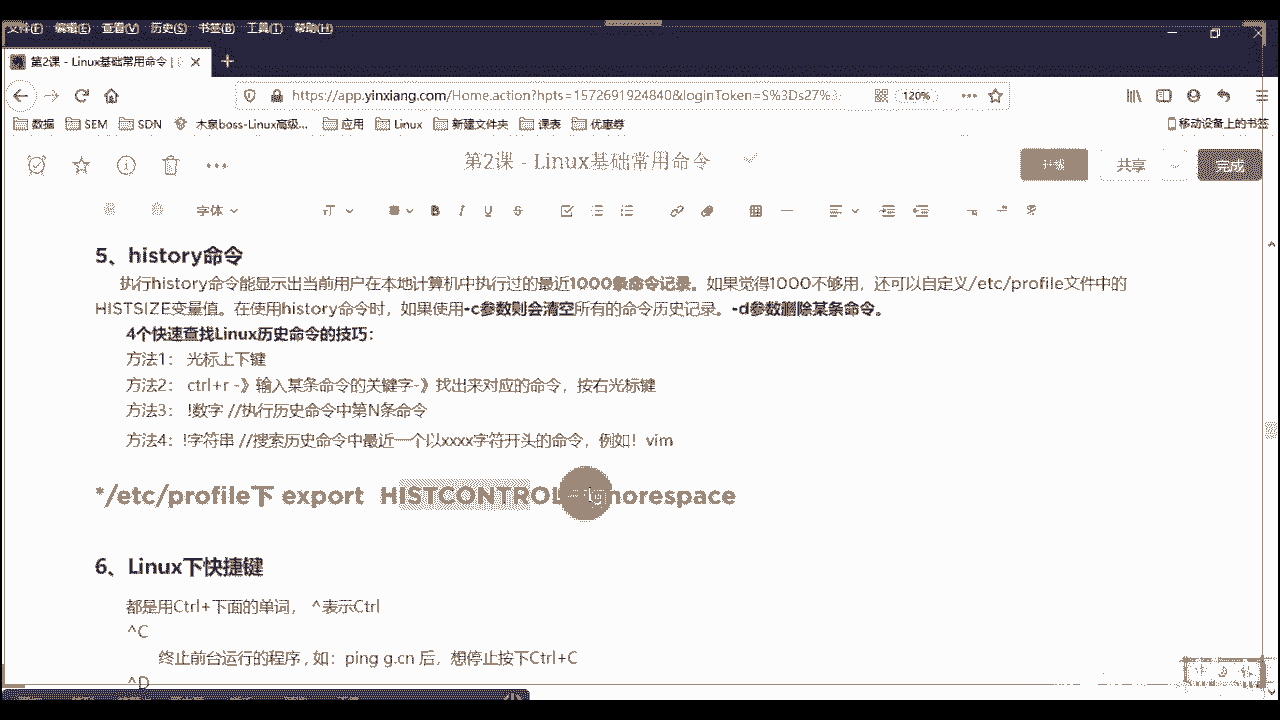 文件(F) 编辑(E) 查看(V) 历史(S) 书签(B) 工具(T) 帮助(H)
第2课 - Linux基础常用命令 |
https://app.yinxiang.com/Home.action?hpts=1572691924840&loginToken=S%3Ds27%3 120%
数据 SEM SDN 木泉boss-Linux高级... 应用 Linux 新建文件夹 课表 优惠券 移动设备上的书签
第2课 - Linux基础常用命令 升级 共享 完成
字体
5、history命令
执行history命令能显示出当前用户在本地计算机中执行过的最近1000条命令记录。如果觉得1000不够用，还可以自定义/etc/profile文件中的
HISTSIZE变量值。在使用history命令时，如果使用-c参数则会清空所有的命令历史记录。-d参数删除某条命令。
4个快速查找Linux历史命令的技巧：
方法1： 光标上下键
方法2： ctrl+r -》输入某条命令的关键字-》找出来对应的命令，按右光标键
方法3： !数字 //执行历史命令中第N条命令
方法4：!字符串 //搜索历史命令中最近一个以xxxx字符开头的命令，例如！vim
*/etc/profile下 export HISTCONTROL=ignorespace
6、Linux下快捷键
都是用Ctrl+下面的单词， ^表示Ctrl
^C
终止前台运行的程序 , 如：ping g.cn 后，想停止按下Ctrl+C
^D